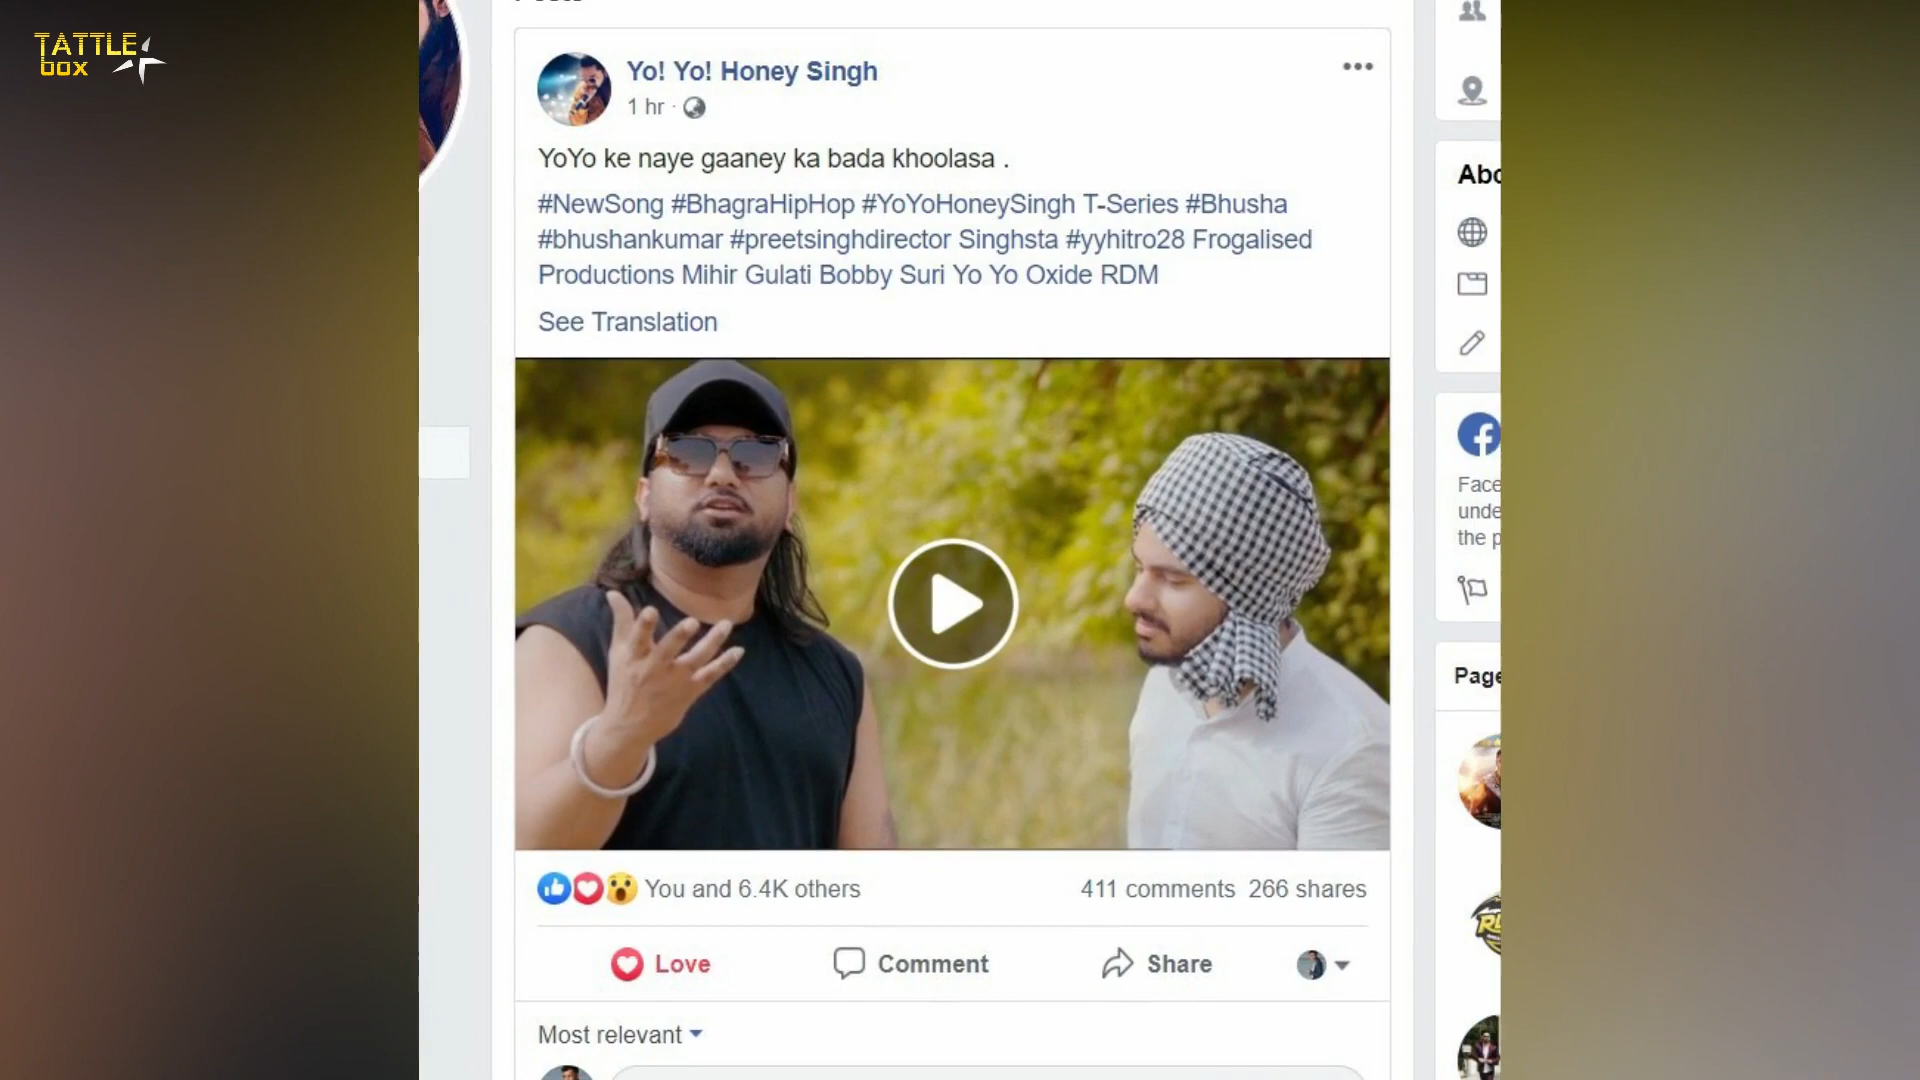 TATTLE
box
Yo! Yo! Honey Singh
1 hr ·
YoYo ke naye gaaney ka bada khoolasa .
#NewSong #BhagraHipHop #YoYoHoneySingh T-Series #Bhusha
#bhushankumar #preetsinghdirector Singhsta #yyhitro28 Frogalised
Productions Mihir Gulati Bobby Suri Yo Yo Oxide RDM
See Translation
You and 6.4K others
411 comments 266 shares
Love
Comment
Share
Most relevant
Abo
Face
unde
the p
Page